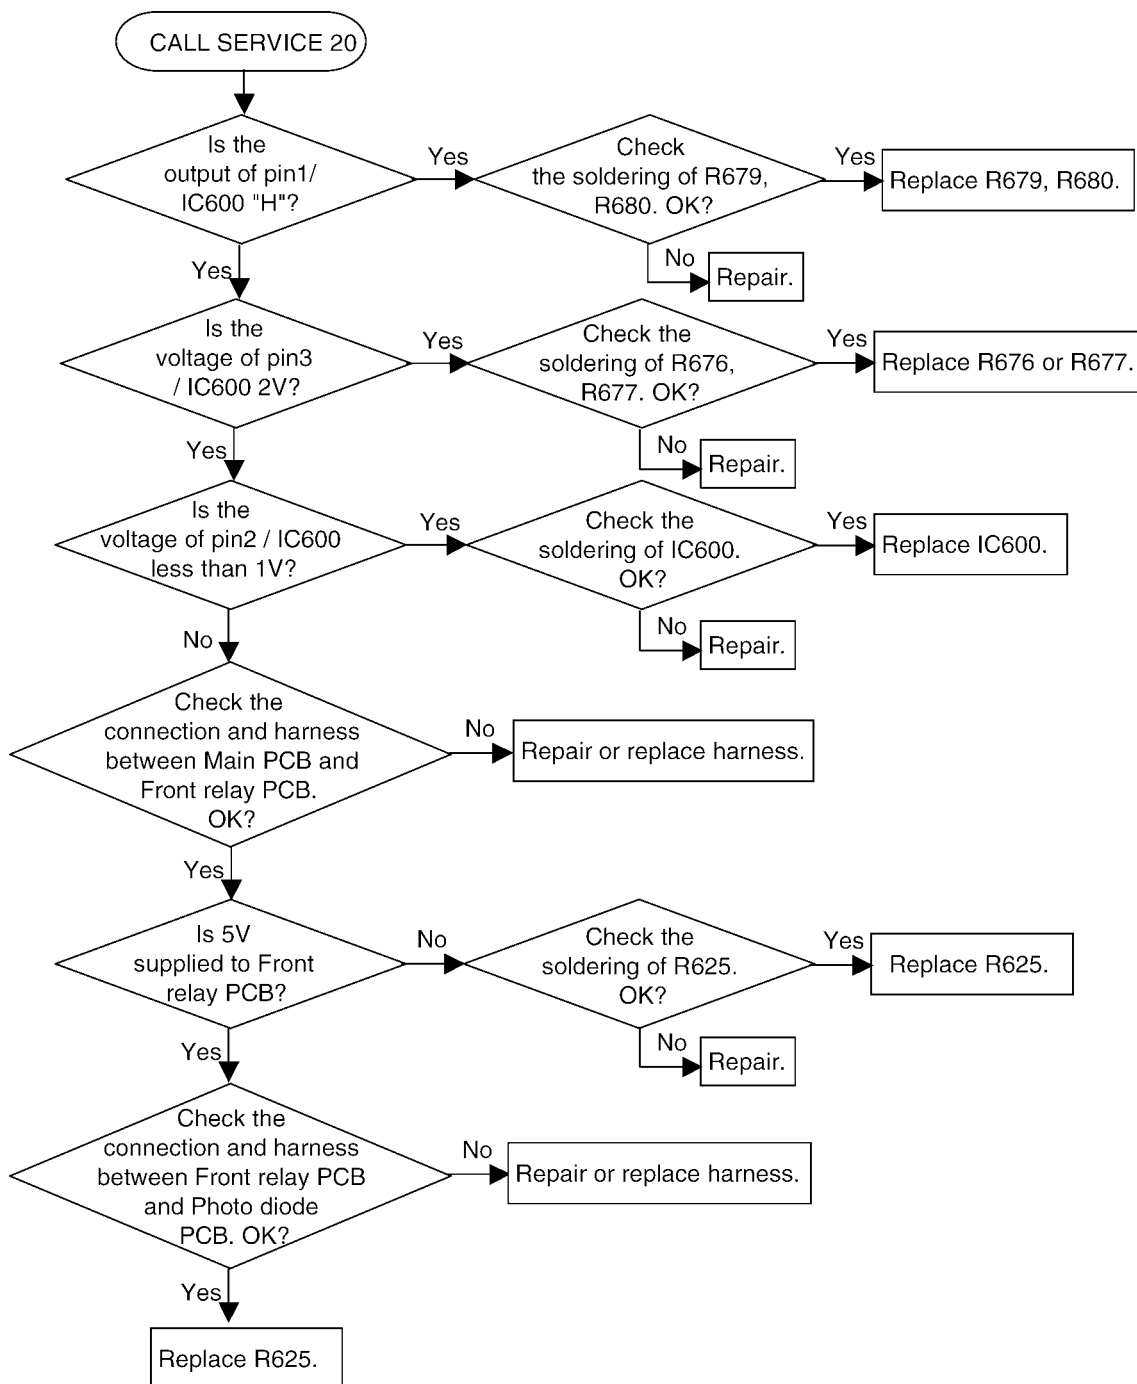 CALL SERVICE 20
Is the
output of pin1/
IC600 "H"?
Yes
Check
the soldering of R679,
R680. OK?
Yes
Replace R679, R680.
No
Repair.
Yes
Is the
voltage of pin3
/ IC600 2V?
Yes
Check the
soldering of R676,
R677. OK?
Yes
Replace R676 or R677.
No
Repair.
Yes
Is the
voltage of pin2 / IC600
less than 1V?
Yes
Check the
soldering of IC600.
OK?
Yes
Replace IC600.
No
Repair.
No
Check the
connection and harness
between Main PCB and
Front relay PCB.
OK?
No
Repair or replace harness.
Yes
Is 5V
supplied to Front
relay PCB?
No
Check the
soldering of R625.
OK?
Yes
Replace R625.
No
Repair.
Yes
Check the
connection and harness
between Front relay PCB
and Photo diode
PCB. OK?
No
Repair or replace harness.
Yes
Replace R625.